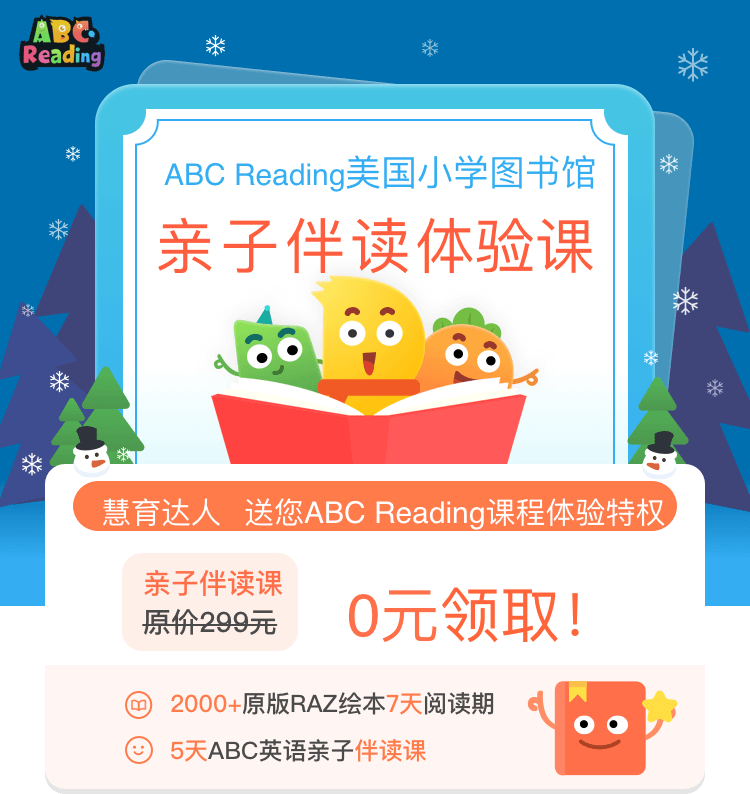 ABC
Reading
ABC Reading美国小学图书馆
亲子伴读体验课
慧育达人 送您ABC Reading课程体验特权
亲子伴读课
原价299元
0元领取!
2000+原版RAZ绘本7天阅读期
5天ABC英语亲子伴读课